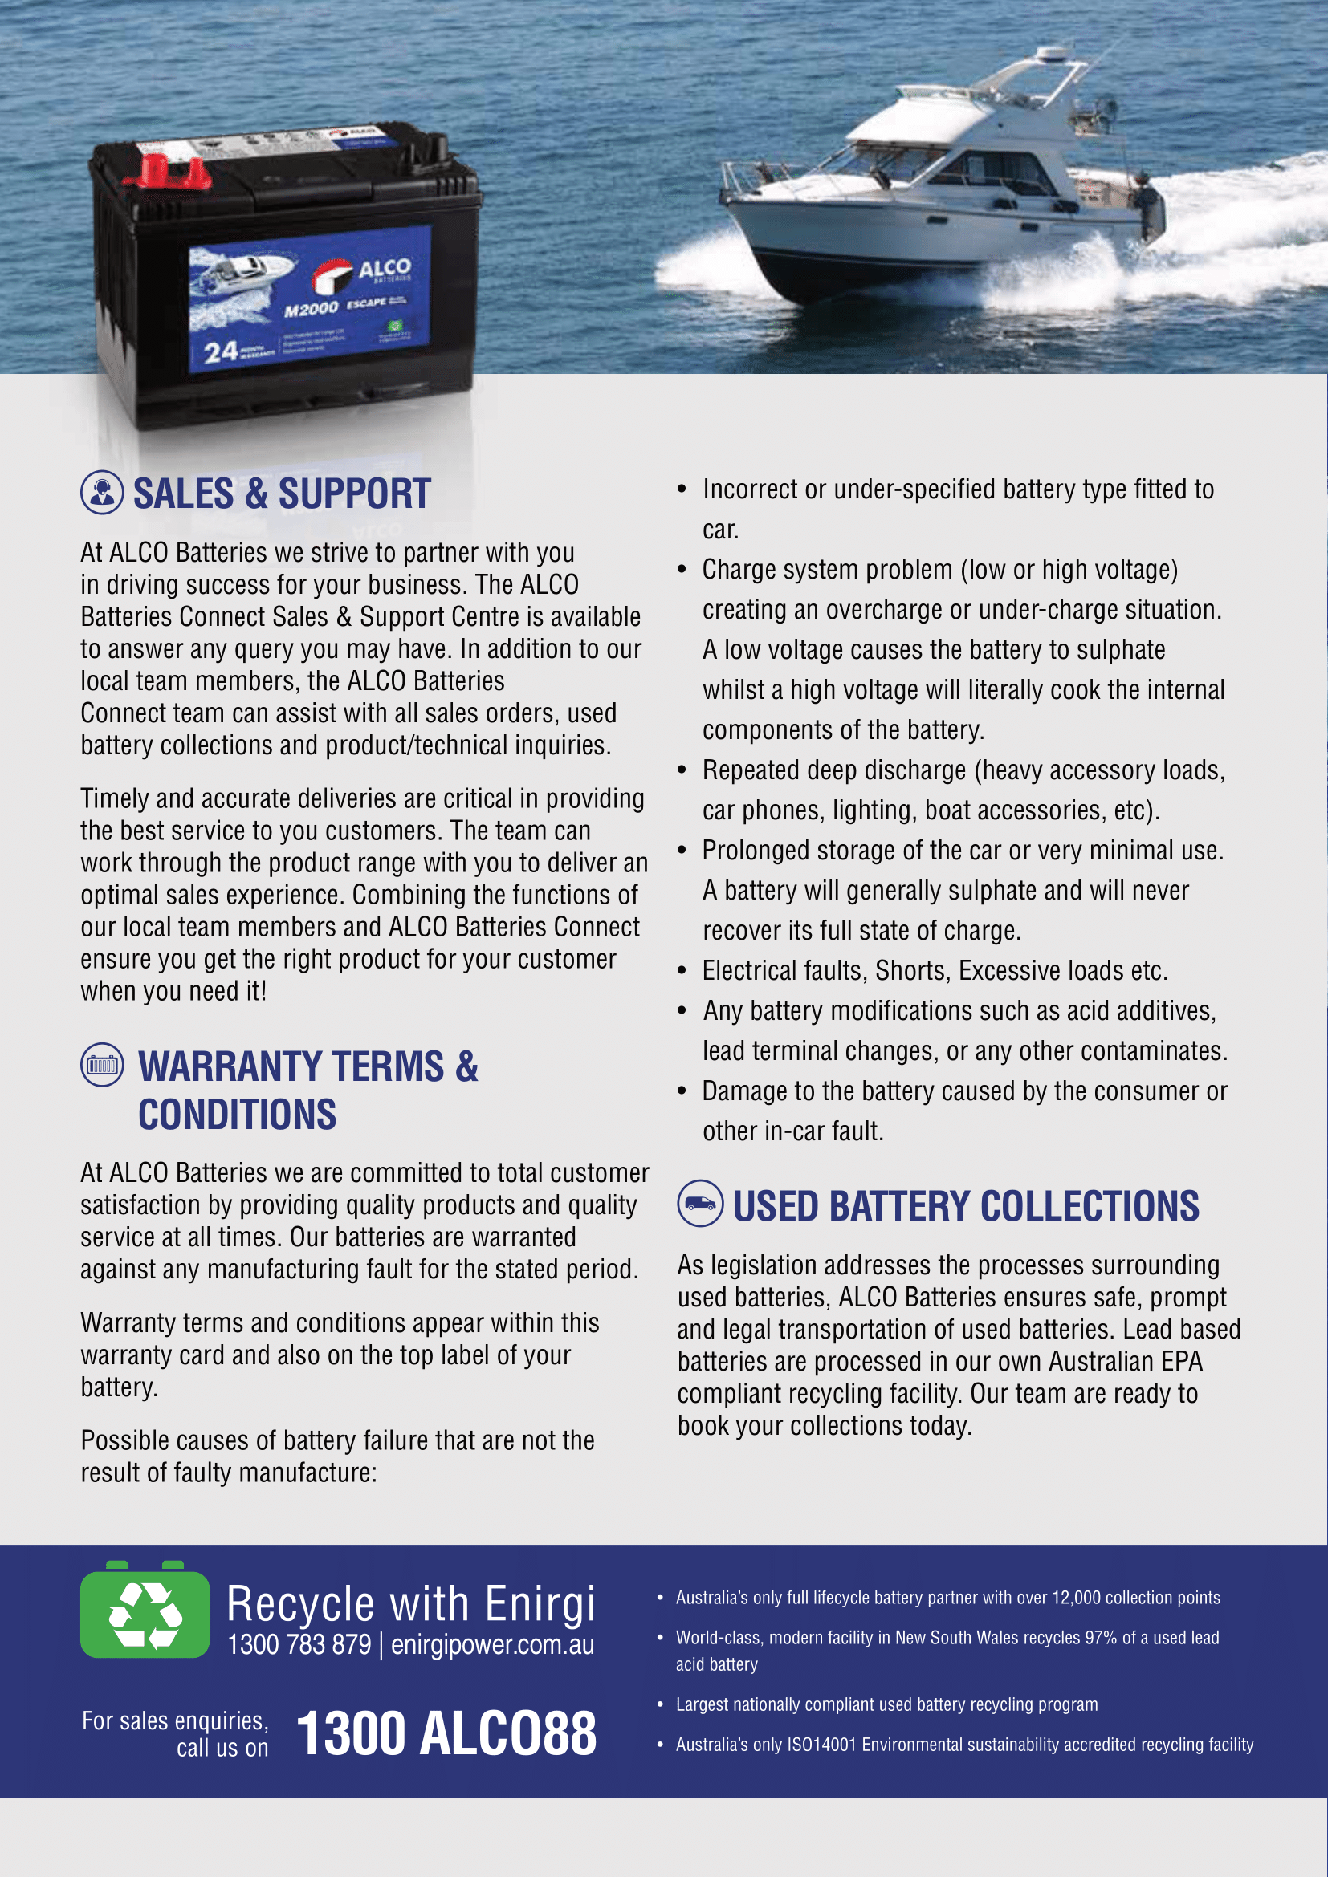 ALCO
ALCO
BATTERIES
M2000 ESCAPE
24 MONTH
WARRANTY
SALES & SUPPORT
At ALCO Batteries we strive to partner with you
in driving success for your business. The ALCO
Batteries Connect Sales & Support Centre is available
to answer any query you may have. In addition to our
local team members, the ALCO Batteries
Connect team can assist with all sales orders, used
battery collections and product/technical inquiries.
Timely and accurate deliveries are critical in providing
the best service to you customers. The team can
work through the product range with you to deliver an
optimal sales experience. Combining the functions of
our local team members and ALCO Batteries Connect
ensure you get the right product for your customer
when you need it!
WARRANTY TERMS &
CONDITIONS
At ALCO Batteries we are committed to total customer
satisfaction by providing quality products and quality
service at all times. Our batteries are warranted
against any manufacturing fault for the stated period.
Warranty terms and conditions appear within this
warranty card and also on the top label of your
battery.
Possible causes of battery failure that are not the
result of faulty manufacture:
• Incorrect or under-specified battery type fitted to
car.
• Charge system problem (low or high voltage)
creating an overcharge or under-charge situation.
A low voltage causes the battery to sulphate
whilst a high voltage will literally cook the internal
components of the battery.
• Repeated deep discharge (heavy accessory loads,
car phones, lighting, boat accessories, etc).
• Prolonged storage of the car or very minimal use.
A battery will generally sulphate and will never
recover its full state of charge.
• Electrical faults, Shorts, Excessive loads etc.
• Any battery modifications such as acid additives,
lead terminal changes, or any other contaminates.
• Damage to the battery caused by the consumer or
other in-car fault.
USED BATTERY COLLECTIONS
As legislation addresses the processes surrounding
used batteries, ALCO Batteries ensures safe, prompt
and legal transportation of used batteries. Lead based
batteries are processed in our own Australian EPA
compliant recycling facility. Our team are ready to
book your collections today.
Recycle with Enirgi
1300 783 879 | enirgipower.com.au
For sales enquiries,
call us on
1300 ALCO88
• Australia's only full lifecycle battery partner with over 12,000 collection points
• World-class, modern facility in New South Wales recycles 97% of a used lead
acid battery
• Largest nationally compliant used battery recycling program
• Australia's only ISO14001 Environmental sustainability accredited recycling facility